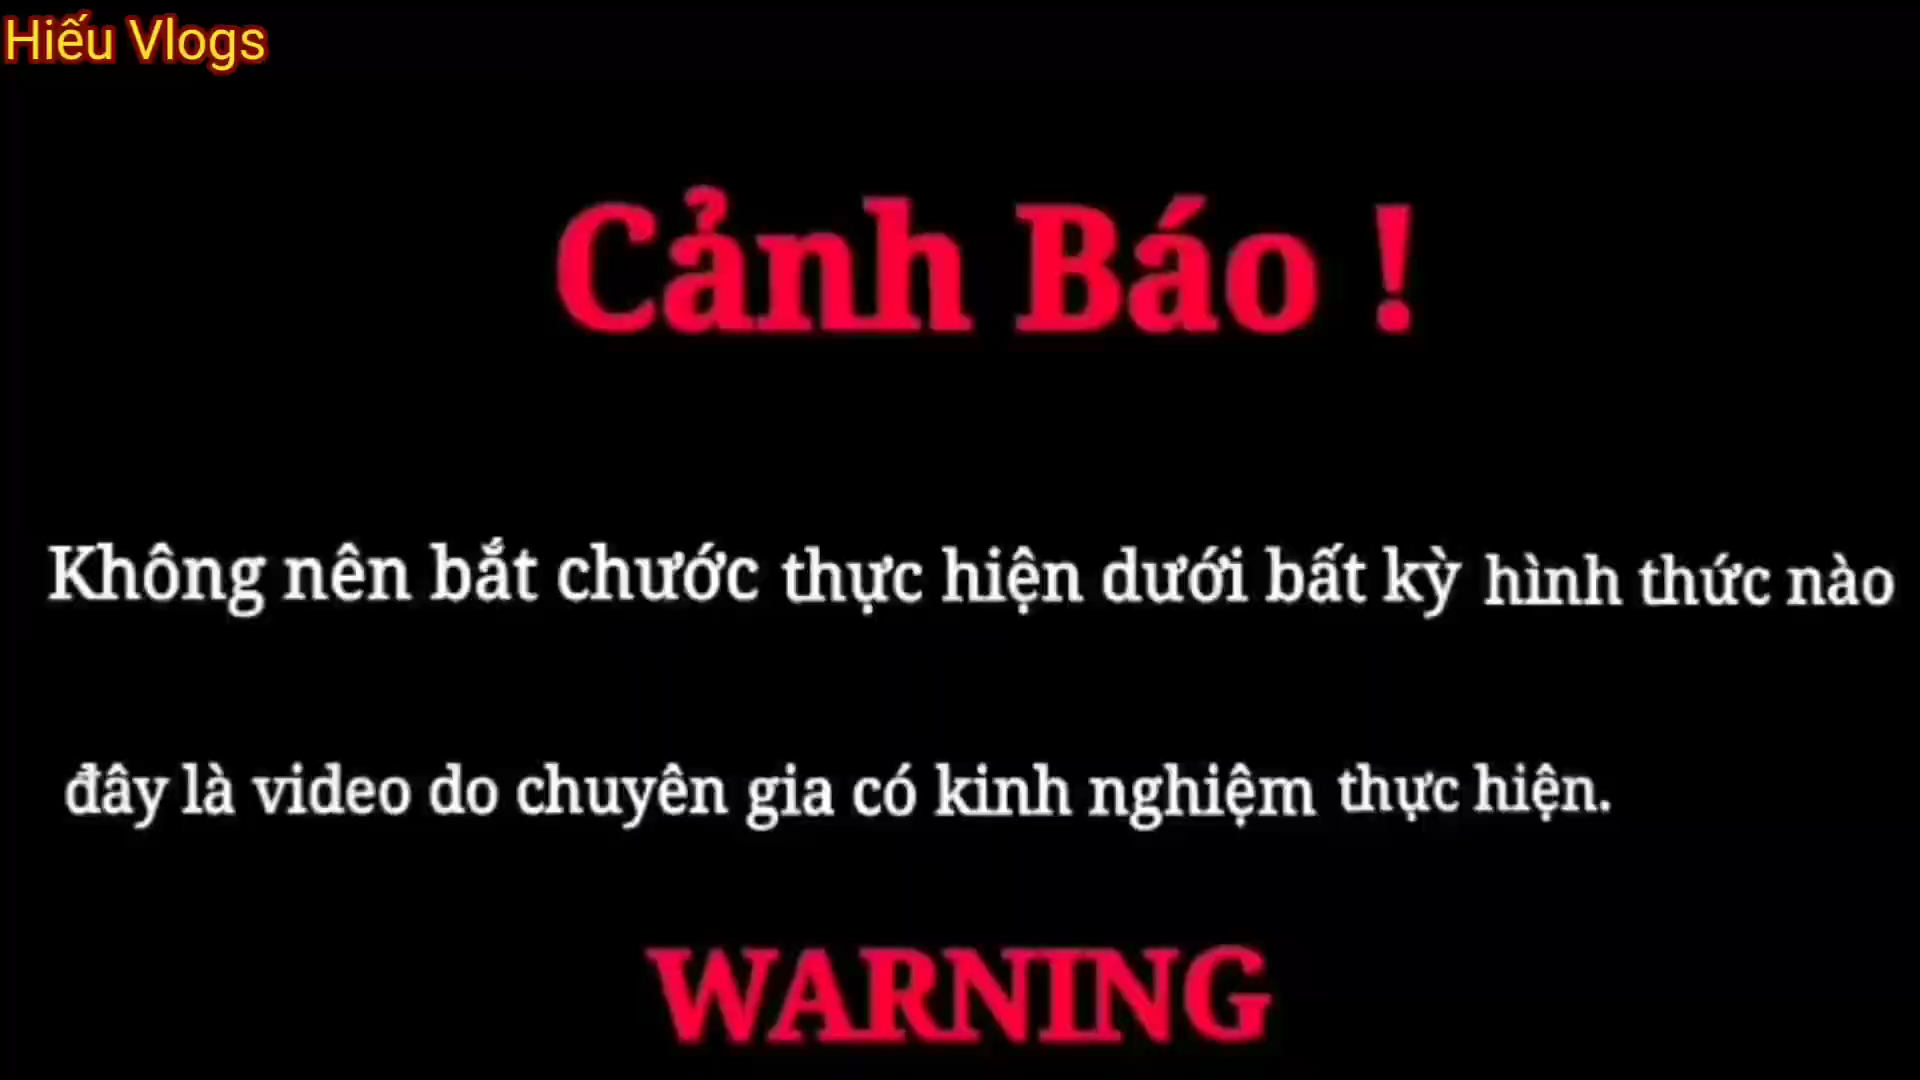 Hiếu Vlogs
Cảnh Báo !
Không nên bắt chước thực hiện dưới bất kỳ hình thức nào
đây là video do chuyên gia có kinh nghiệm thực hiện.
WARNING